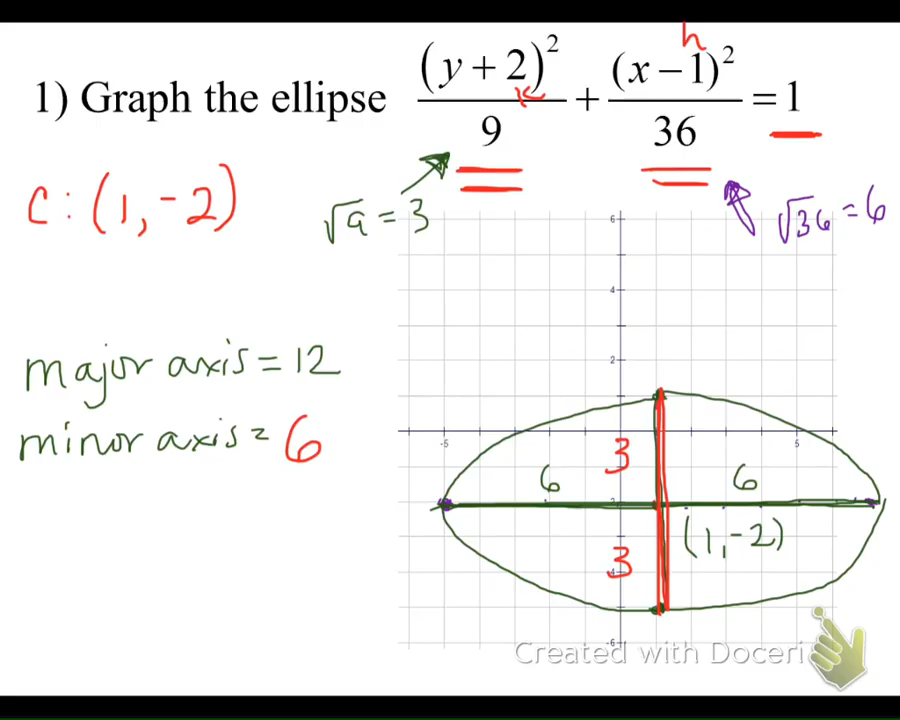 1) Graph the ellipse (y + 2)² / 9 + (x − 1)² / 36 = 1
h
k
C : (1, -2)
√9 = 3
√36 = 6
major axis = 12
minor axis = 6
6
4
2
-5
5
3
6
6
(1, -2)
3
-6
Created with Doceri